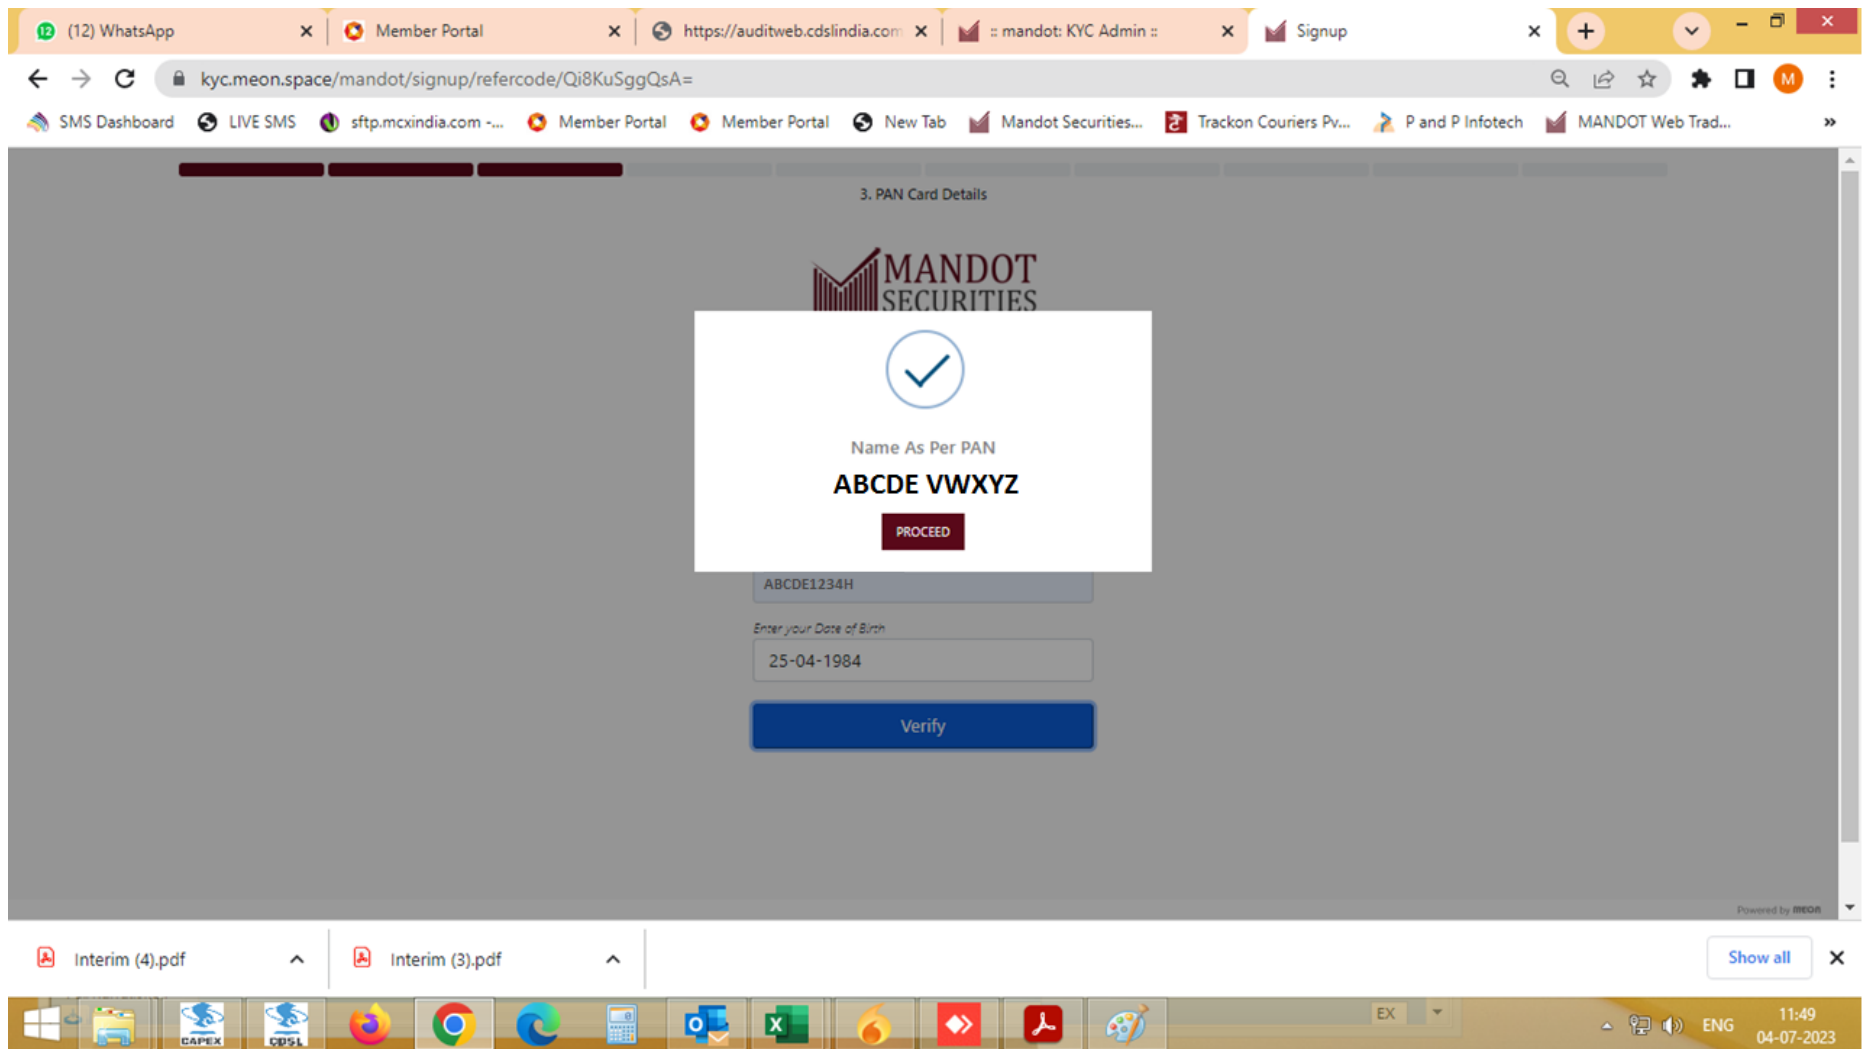 (12) WhatsApp
Member Portal
https://auditweb.cdslindia.com
:: mandot: KYC Admin ::
Signup
kyc.meon.space/mandot/signup/refercode/Qi8KuSggQsA=
M
SMS Dashboard
LIVE SMS
sftp.mcxindia.com -...
Member Portal
Member Portal
New Tab
Mandot Securities...
Trackon Couriers Pv...
P and P Infotech
MANDOT Web Trad...
»
3. PAN Card Details
MANDOT
SECURITIES
Name As Per PAN
ABCDE VWXYZ
PROCEED
ABCDE1234H
Enter your Date of Birth
25-04-1984
Verify
Powered by meon
Interim (4).pdf
Interim (3).pdf
Show all
CAPEX
CDSL
EX
ENG
11:49
04-07-2023